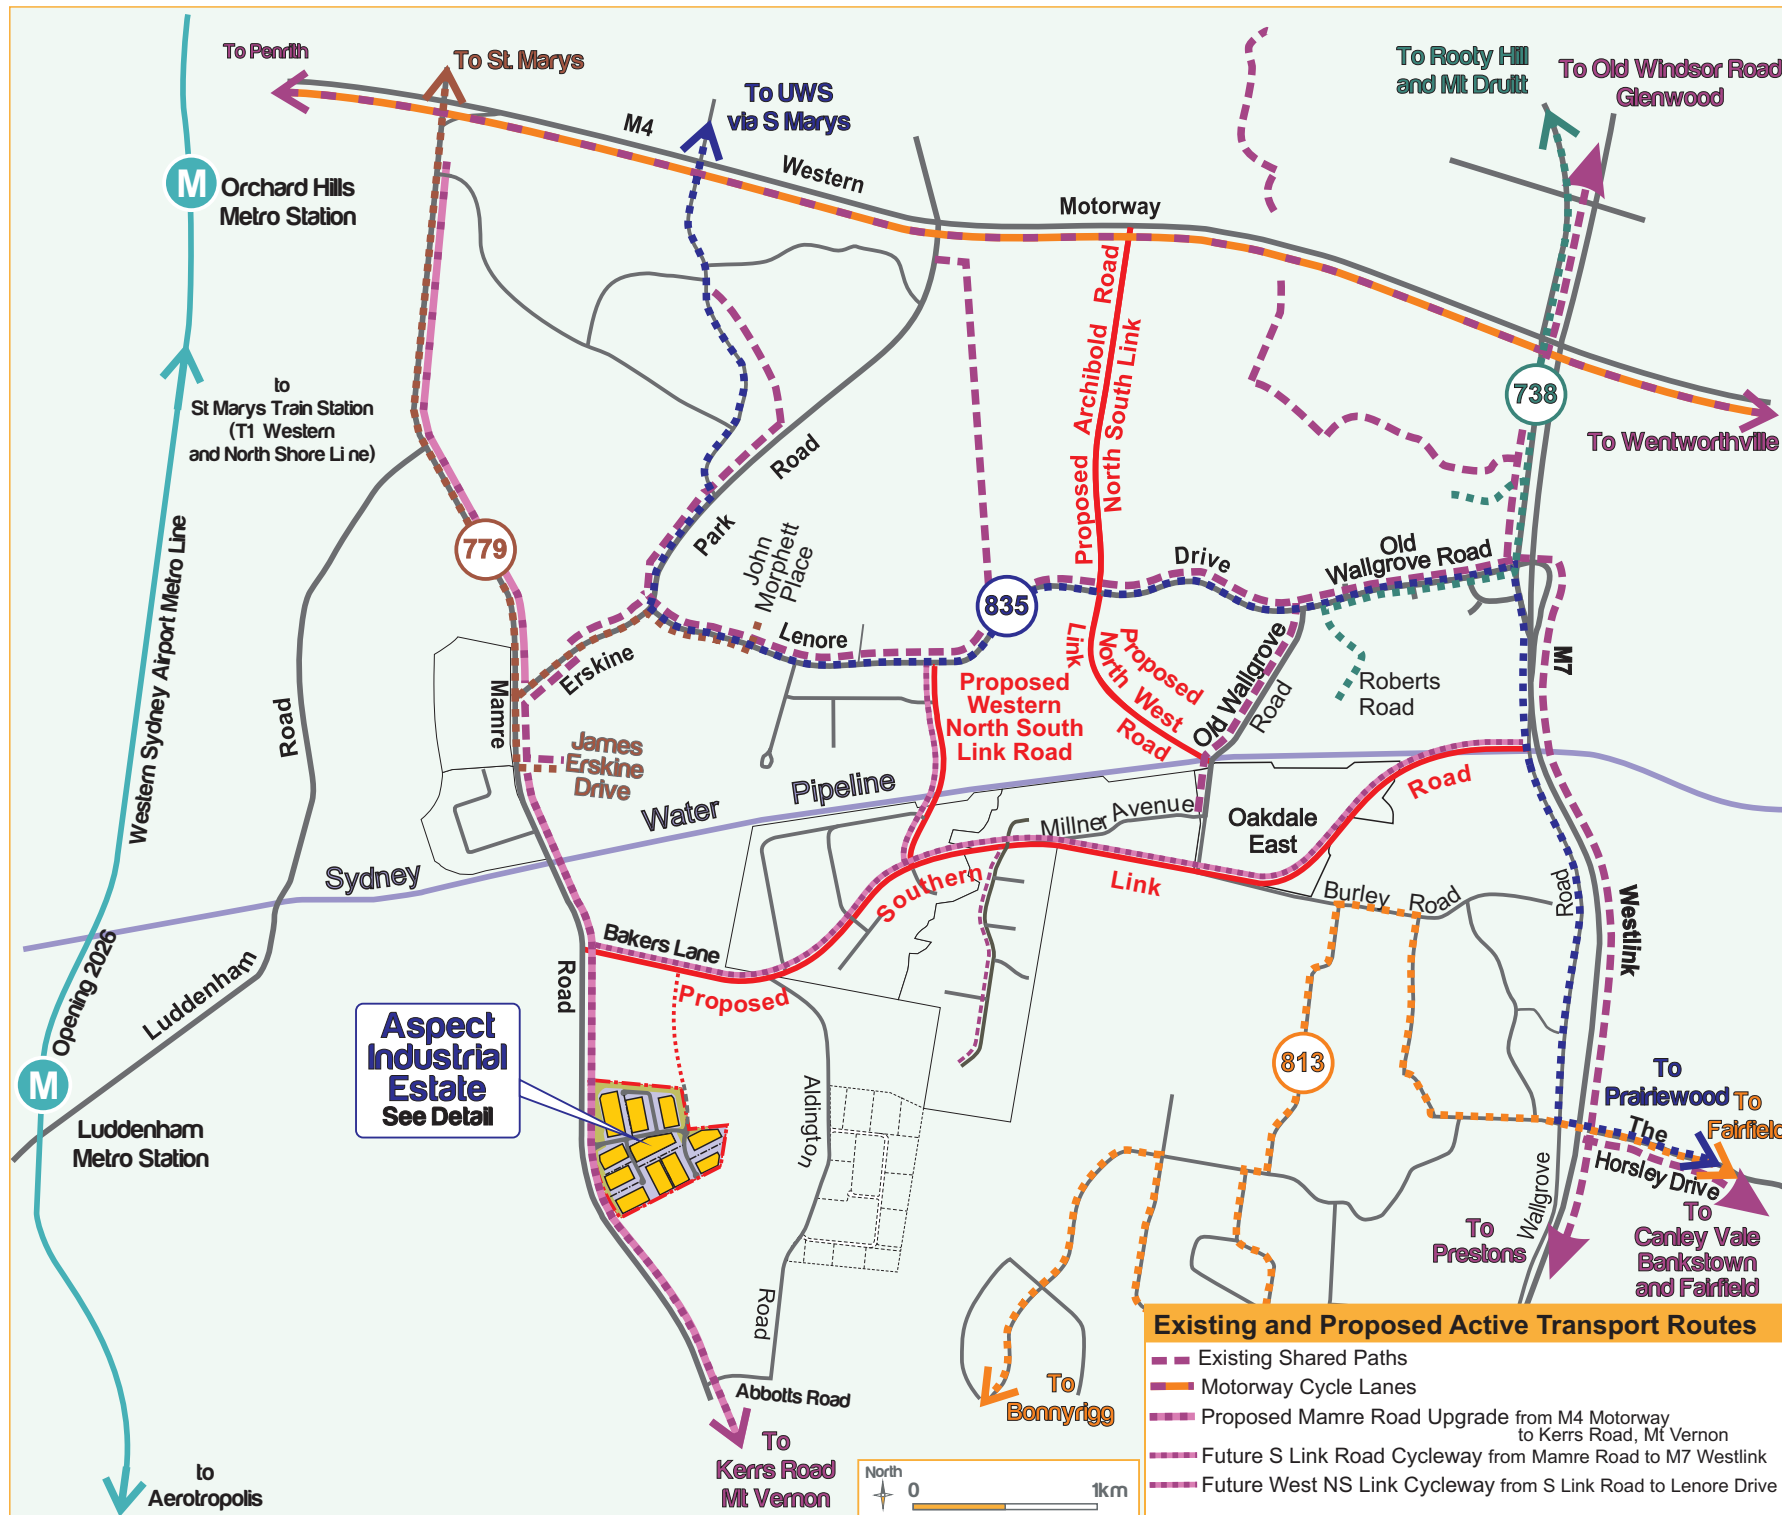 To Penrith
To St. Marys
To UWS
via S Marys
To Rooty Hill
and Mt Druitt
To Old Windsor Road
Glenwood
M4
Western
Motorway
M
Orchard Hills
Metro Station
to
St Marys Train Station
(T1 Western
and North Shore Line)
738
To Wentworthville
Proposed Archibold Road
North South Link
Road
Park
779
John
Morphett
Place
835
Drive
Old
Wallgrove Road
Lenore
Erskine
Mamre
Western Sydney Airport Metro Line
Road
Link
Proposed
North West
Road
Proposed
Western
North South
Link Road
Old Wallgrove
Road
Roberts
Road
M7
James
Erskine
Drive
Sydney
Water
Pipeline
Millner Avenue
Oakdale
East
Road
Southern
Link
Burley Road
Road
Westlink
Bakers Lane
Proposed
Road
Opening 2026
Luddenham
M
Luddenham
Metro Station
Aspect
Industrial
Estate
See Detail
Aldington
Road
813
To
Prairiewood
To
Fairfield
The
Horsley Drive
Wallgrove
To
Prestons
To
Canley Vale
Bankstown
and Fairfield
Abbotts Road
To
Kerrs Road
Mt Vernon
To
Bonnyrigg
to
Aerotropolis
North
0 1km
Existing and Proposed Active Transport Routes
Existing Shared Paths
Motorway Cycle Lanes
Proposed Mamre Road Upgrade from M4 Motorway
to Kerrs Road, Mt Vernon
Future S Link Road Cycleway from Mamre Road to M7 Westlink
Future West NS Link Cycleway from S Link Road to Lenore Drive